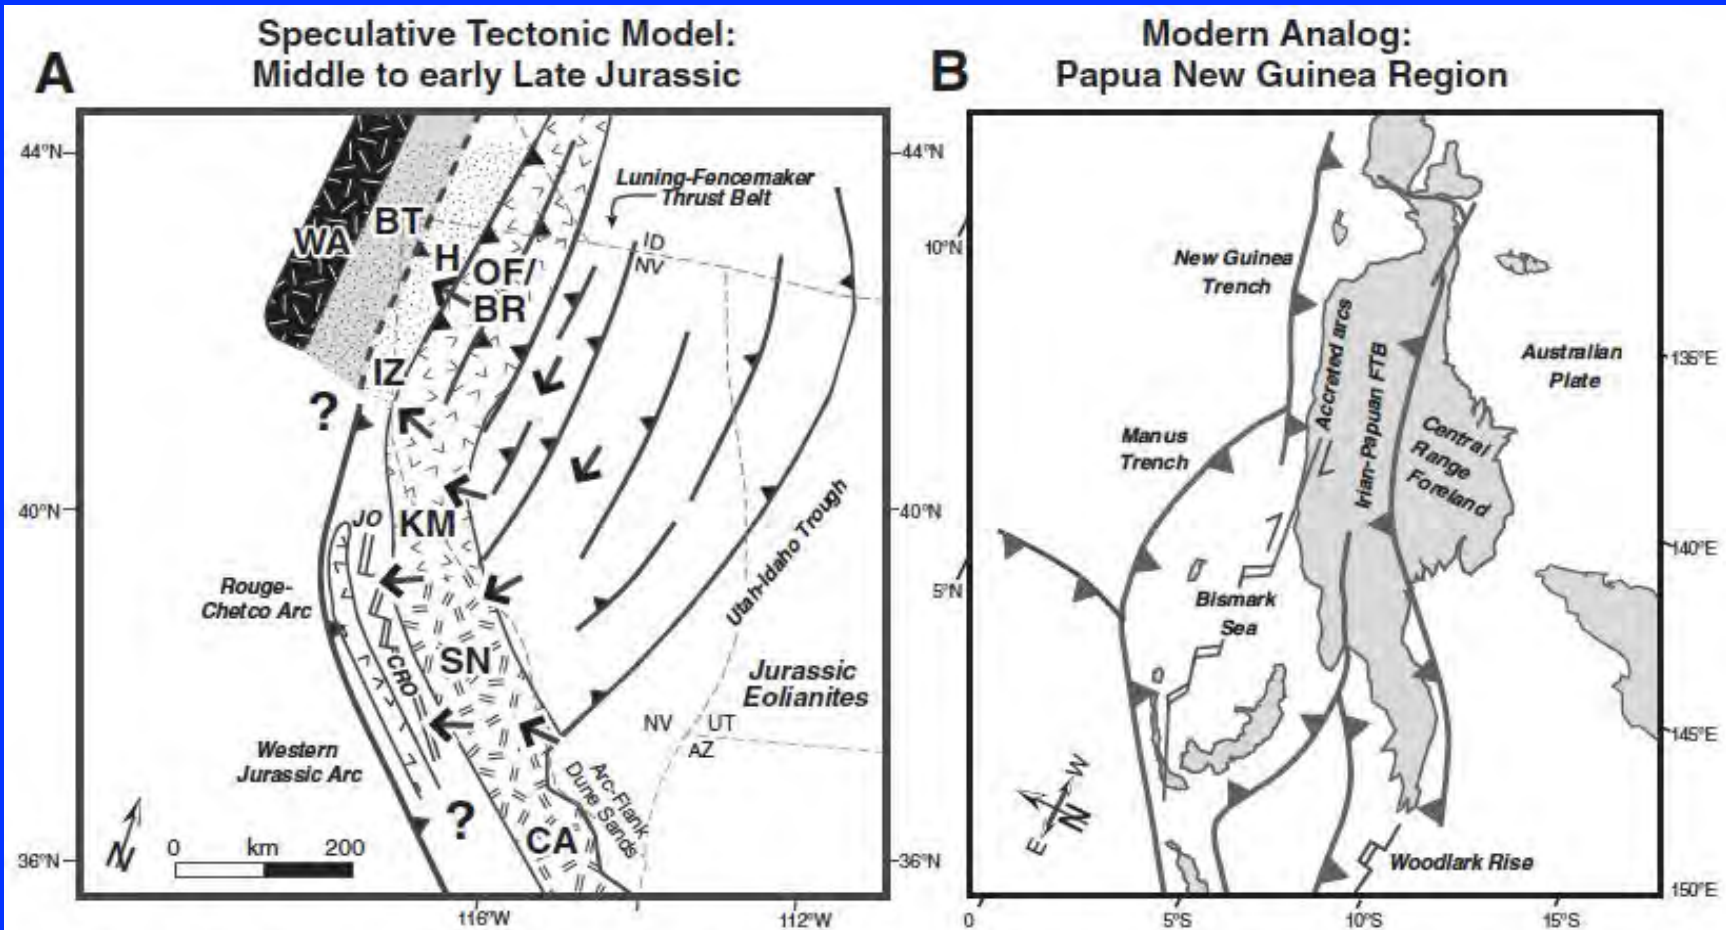 A
Speculative Tectonic Model:
Middle to early Late Jurassic
44°N
44°N
Luning-Fencemaker
Thrust Belt
WA
BT
H
OF/
BR
ID
NV
IZ
?
40°N
40°N
JO
KM
Rouge-
Chetco Arc
CRO
SN
Utah-Idaho Trough
Jurassic
Eolianites
NV
UT
AZ
Western
Jurassic Arc
Arc-Flank
Dune Sands
?
CA
N
0
km
200
36°N
36°N
116°W
112°W
B
Modern Analog:
Papua New Guinea Region
10°N
New Guinea
Trench
Accreted arcs
Irian-Papuan FTB
Australian
Plate
135°E
Manus
Trench
Central
Range
Foreland
140°E
5°N
Bismark
Sea
145°E
W
N
E
Woodlark Rise
150°E
0
5°S
10°S
15°S